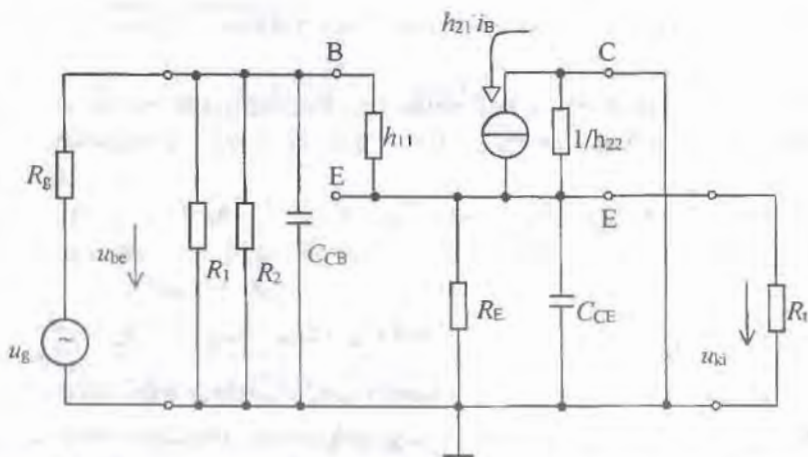 h21 iB
B
C
h11
1/h22
Rg
E
E
ube
R1
R2
CCB
RE
CCE
Rt
ug
~
uki